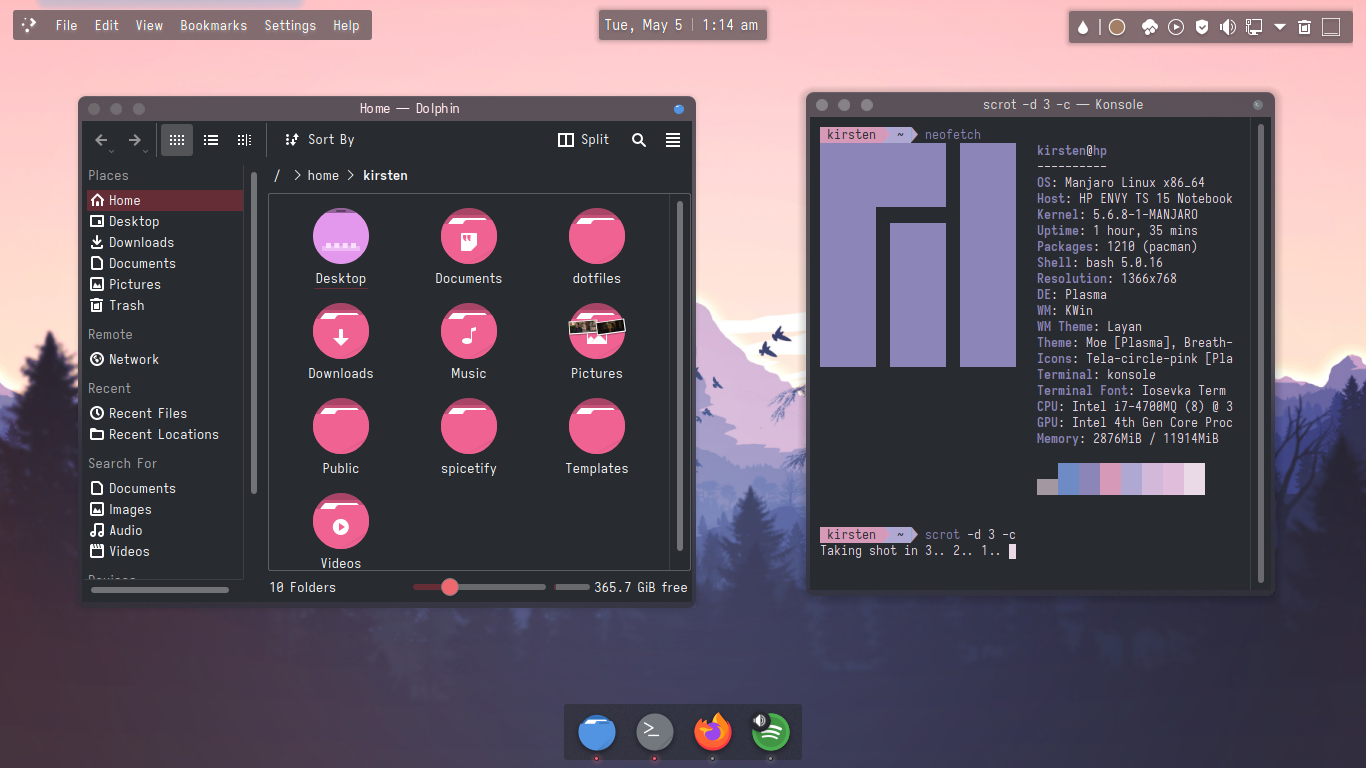 File Edit View Bookmarks Settings Help
Tue, May 5 | 1:14 am
Home — Dolphin
Sort By
Split
Places
Home
Desktop
Downloads
Documents
Pictures
Trash
Remote
Network
Recent
Recent Files
Recent Locations
Search For
Documents
Images
Audio
Videos
/ > home > kirsten
Desktop Documents dotfiles
Downloads Music Pictures
Public spicetify Templates
Videos
10 Folders
365.7 GiB free
scrot -d 3 -c — Konsole
kirsten ~ neofetch
kirsten@hp
----------
OS: Manjaro Linux x86_64
Host: HP ENVY TS 15 Notebook
Kernel: 5.6.8-1-MANJARO
Uptime: 1 hour, 35 mins
Packages: 1210 (pacman)
Shell: bash 5.0.16
Resolution: 1366x768
DE: Plasma
WM: KWin
WM Theme: Layan
Theme: Moe [Plasma], Breath-
Icons: Tela-circle-pink [Pla
Terminal: konsole
Terminal Font: Iosevka Term
CPU: Intel i7-4700MQ (8) @ 3
GPU: Intel 4th Gen Core Proc
Memory: 2876MiB / 11914MiB
kirsten ~ scrot -d 3 -c
Taking shot in 3.. 2.. 1..